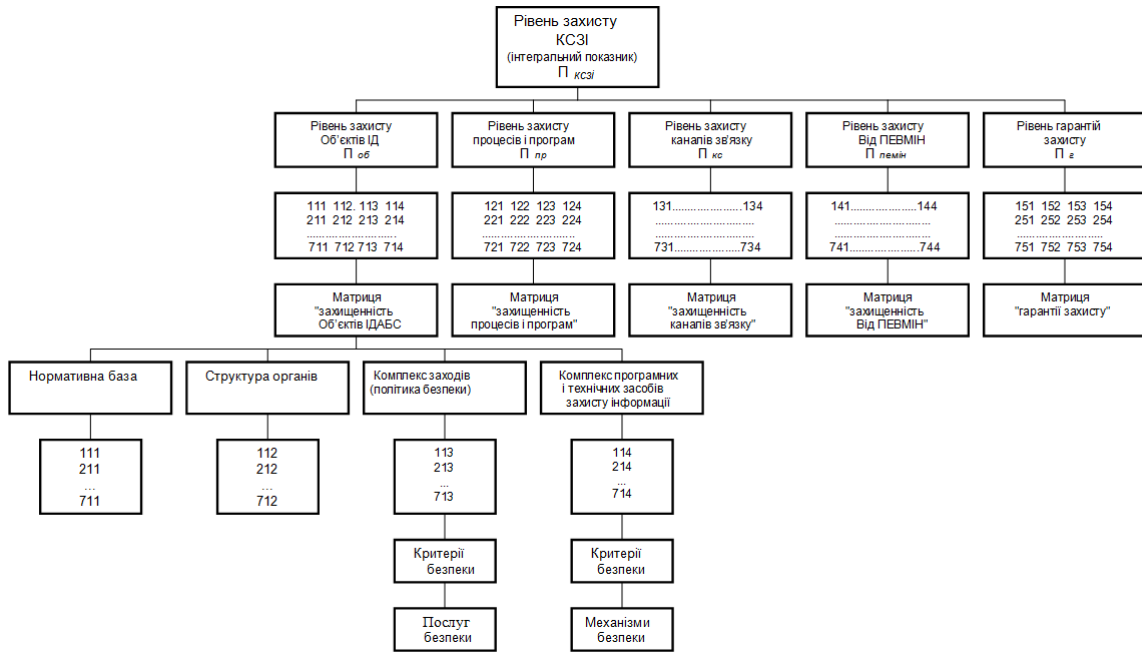 Рівень захисту
КСЗІ
(інтегральний показник)
П ксзі
Рівень захисту
Об'єктів ІД
П об
Рівень захисту
процесів і програм
П пр
Рівень захисту
каналів зв'язку
П кс
Рівень захисту
Від ПЕВМІН
П пемін
Рівень гарантій
захисту
П г
111 112. 113 114
211 212 213 214
........................
711 712 713 714
121 122 123 124
221 222 223 224
........................
721 722 723 724
131......................134
..........................
..........................
731......................734
141......................144
..........................
..........................
741......................744
151 152 153 154
251 252 253 254
......................
751 752 753 754
Матриця
"захищенність
Об'єктів ІДАБС
Матриця
"захищенність
процесів і програм"
Матриця
"захищенність
каналів зв'язку"
Матриця
"захищенність
Від ПЕВМІН"
Матриця
"гарантії захисту"
Нормативна база
Структура органів
Комплекс заходів
(політика безпеки)
Комплекс програмних
і технічних засобів
захисту інформації
111
211
...
711
112
212
...
712
113
213
...
713
114
214
...
714
Критерії
безпеки
Критерії
безпеки
Послуг
безпеки
Механізми
безпеки